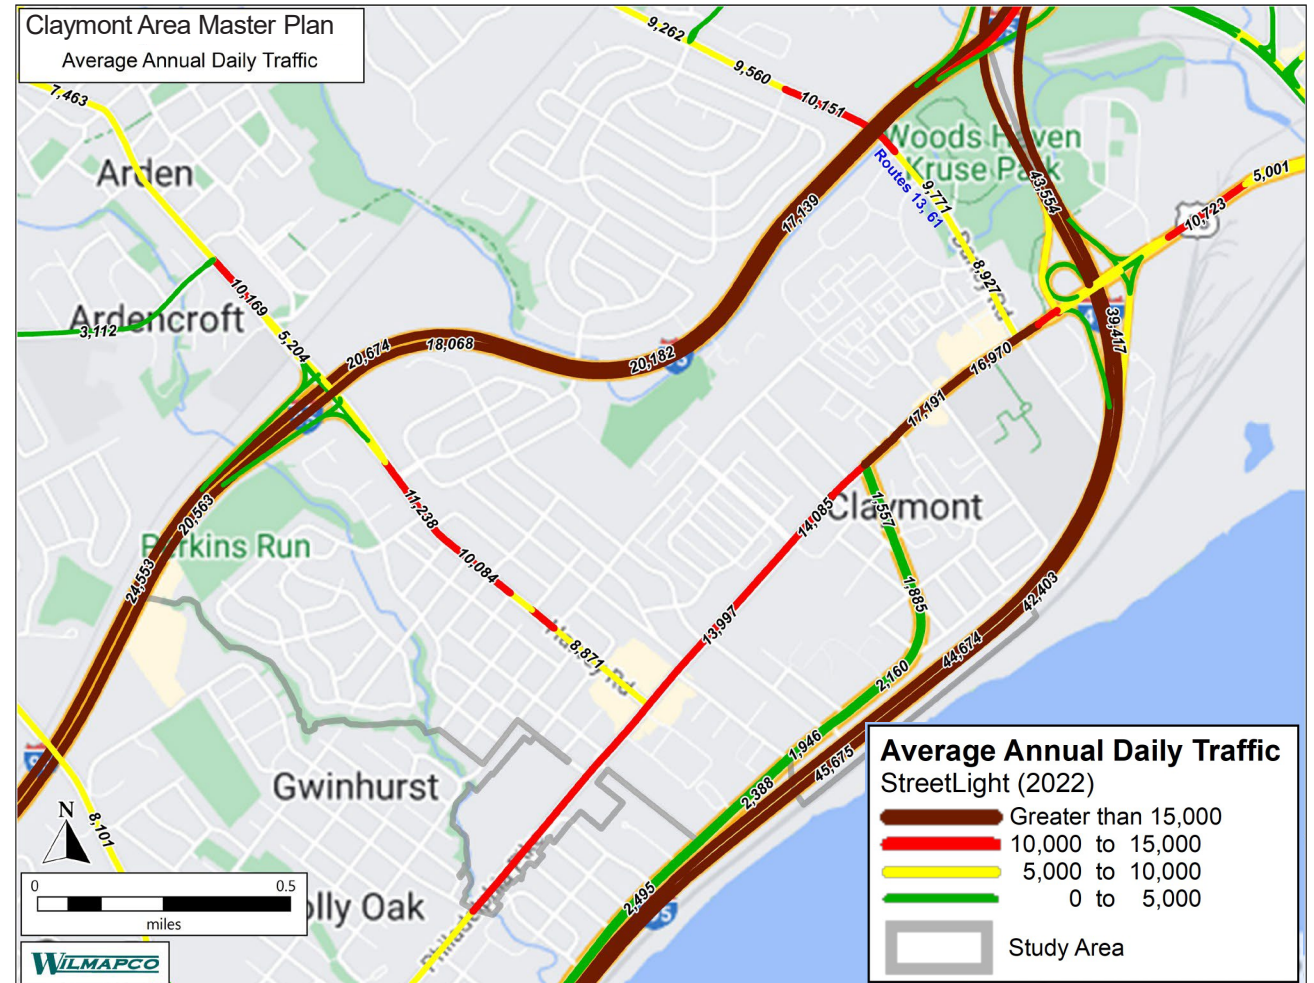 Claymont Area Master Plan
Average Annual Daily Traffic
9,262
9,560
10,151
7,463
Arden
Woods Haven
Kruse Park
Routes 13, 61
9,771
43,554
5,001
10,723
17,139
8,927
10,169
Ardencroft
3,112
5,204
20,674
18,068
20,182
39,417
16,970
17,191
11,238
14,085
Claymont
1,557
20,563
Perkins Run
24,553
10,084
1,885
42,403
13,997
8,871
44,674
2,160
1,946
45,675
2,388
Gwinhurst
8,101
2,495
olly Oak
N
0 0.5
miles
WILMAPCO
Average Annual Daily Traffic
StreetLight (2022)
Greater than 15,000
10,000 to 15,000
5,000 to 10,000
0 to 5,000
Study Area